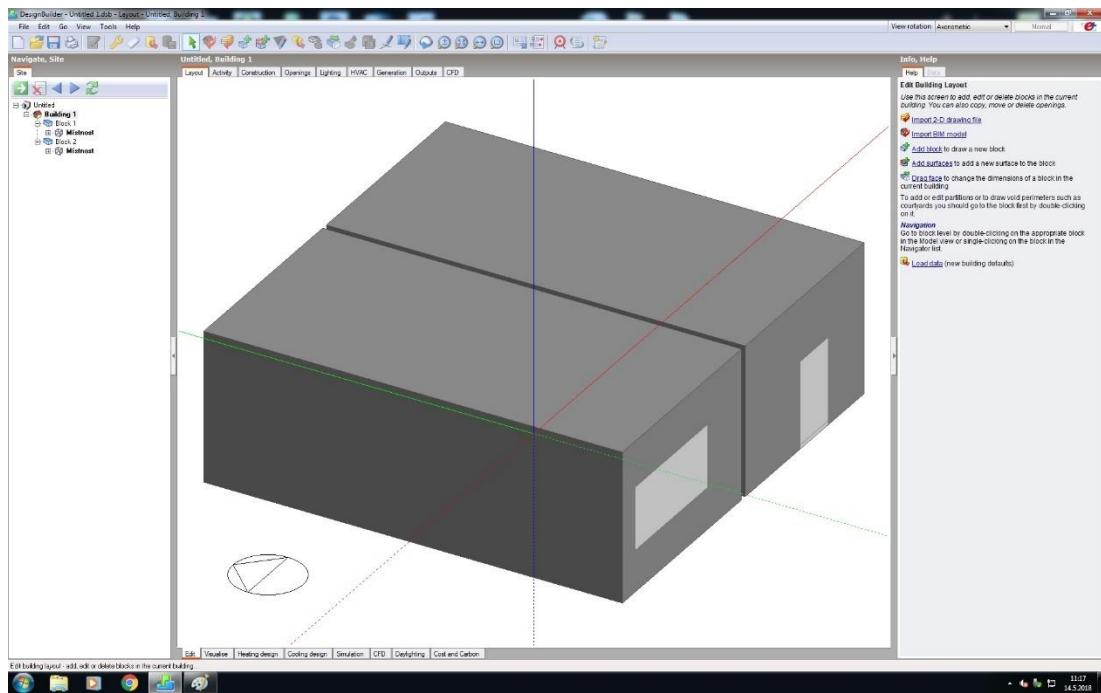 DesignBuilder - Untitled 1.dsb - Layout - Untitled, Building 1
File Edit Go View Tools Help
View rotation Axonometric
Normal
Navigate, Site
Site
Untitled
Building 1
Block 1
Místnost
Block 2
Místnost
Untitled, Building 1
Layout Activity Construction Openings Lighting HVAC Generation Outputs CFD
Edit Visualise Heating design Cooling design Simulation CFD Daylighting Cost and Carbon
Info, Help
Help Data
Edit Building Layout
Use this screen to add, edit or delete blocks in the current
building. You can also copy, move or delete openings.
Import 2-D drawing file
Import BIM model
Add block to draw a new block
Add surfaces to add a new surface to the block
Drag face to change the dimensions of a block in the
current building
To add or edit partitions or to draw void perimeters such as
courtyards you should go to the block first by double-clicking
on it.
Navigation
Go to block level by double-clicking on the appropriate block
in the Model view or single-clicking on the block in the
Navigator list.
Load data (new building defaults)
Edit building layout - add, edit or delete blocks in the current building...
11:17
14.5.2018